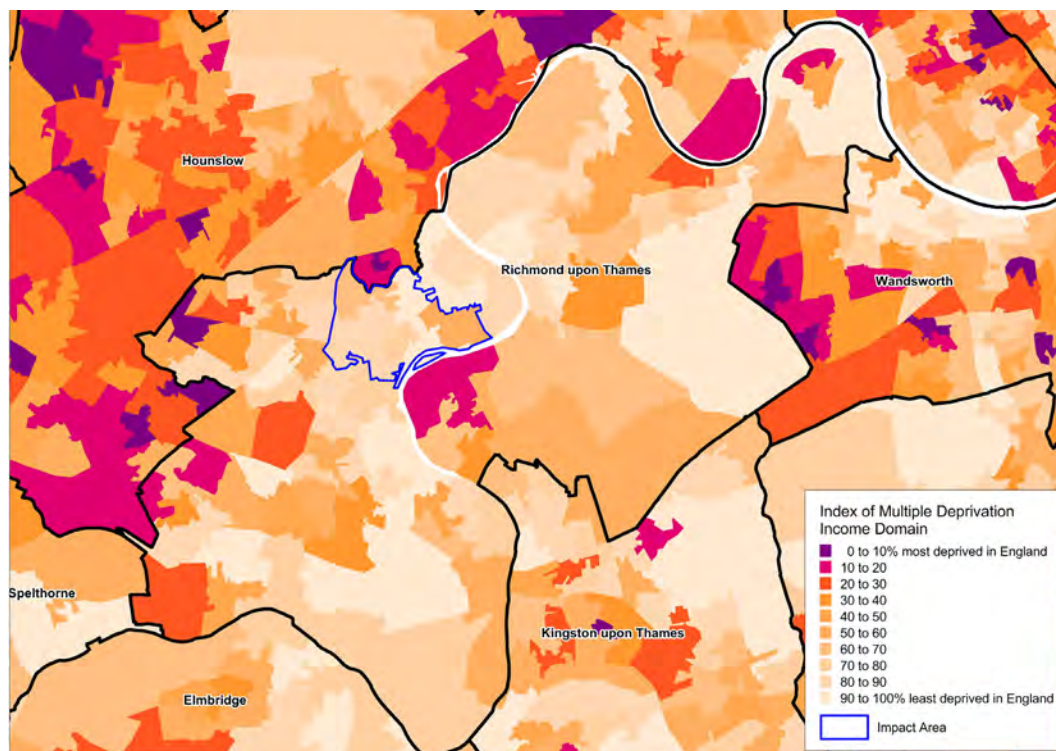 Hounslow
Richmond upon Thames
Wandsworth
Spelthorne
Kingston upon Thames
Elmbridge
Index of Multiple Deprivation
Income Domain
0 to 10% most deprived in England
10 to 20
20 to 30
30 to 40
40 to 50
50 to 60
60 to 70
70 to 80
80 to 90
90 to 100% least deprived in England
Impact Area